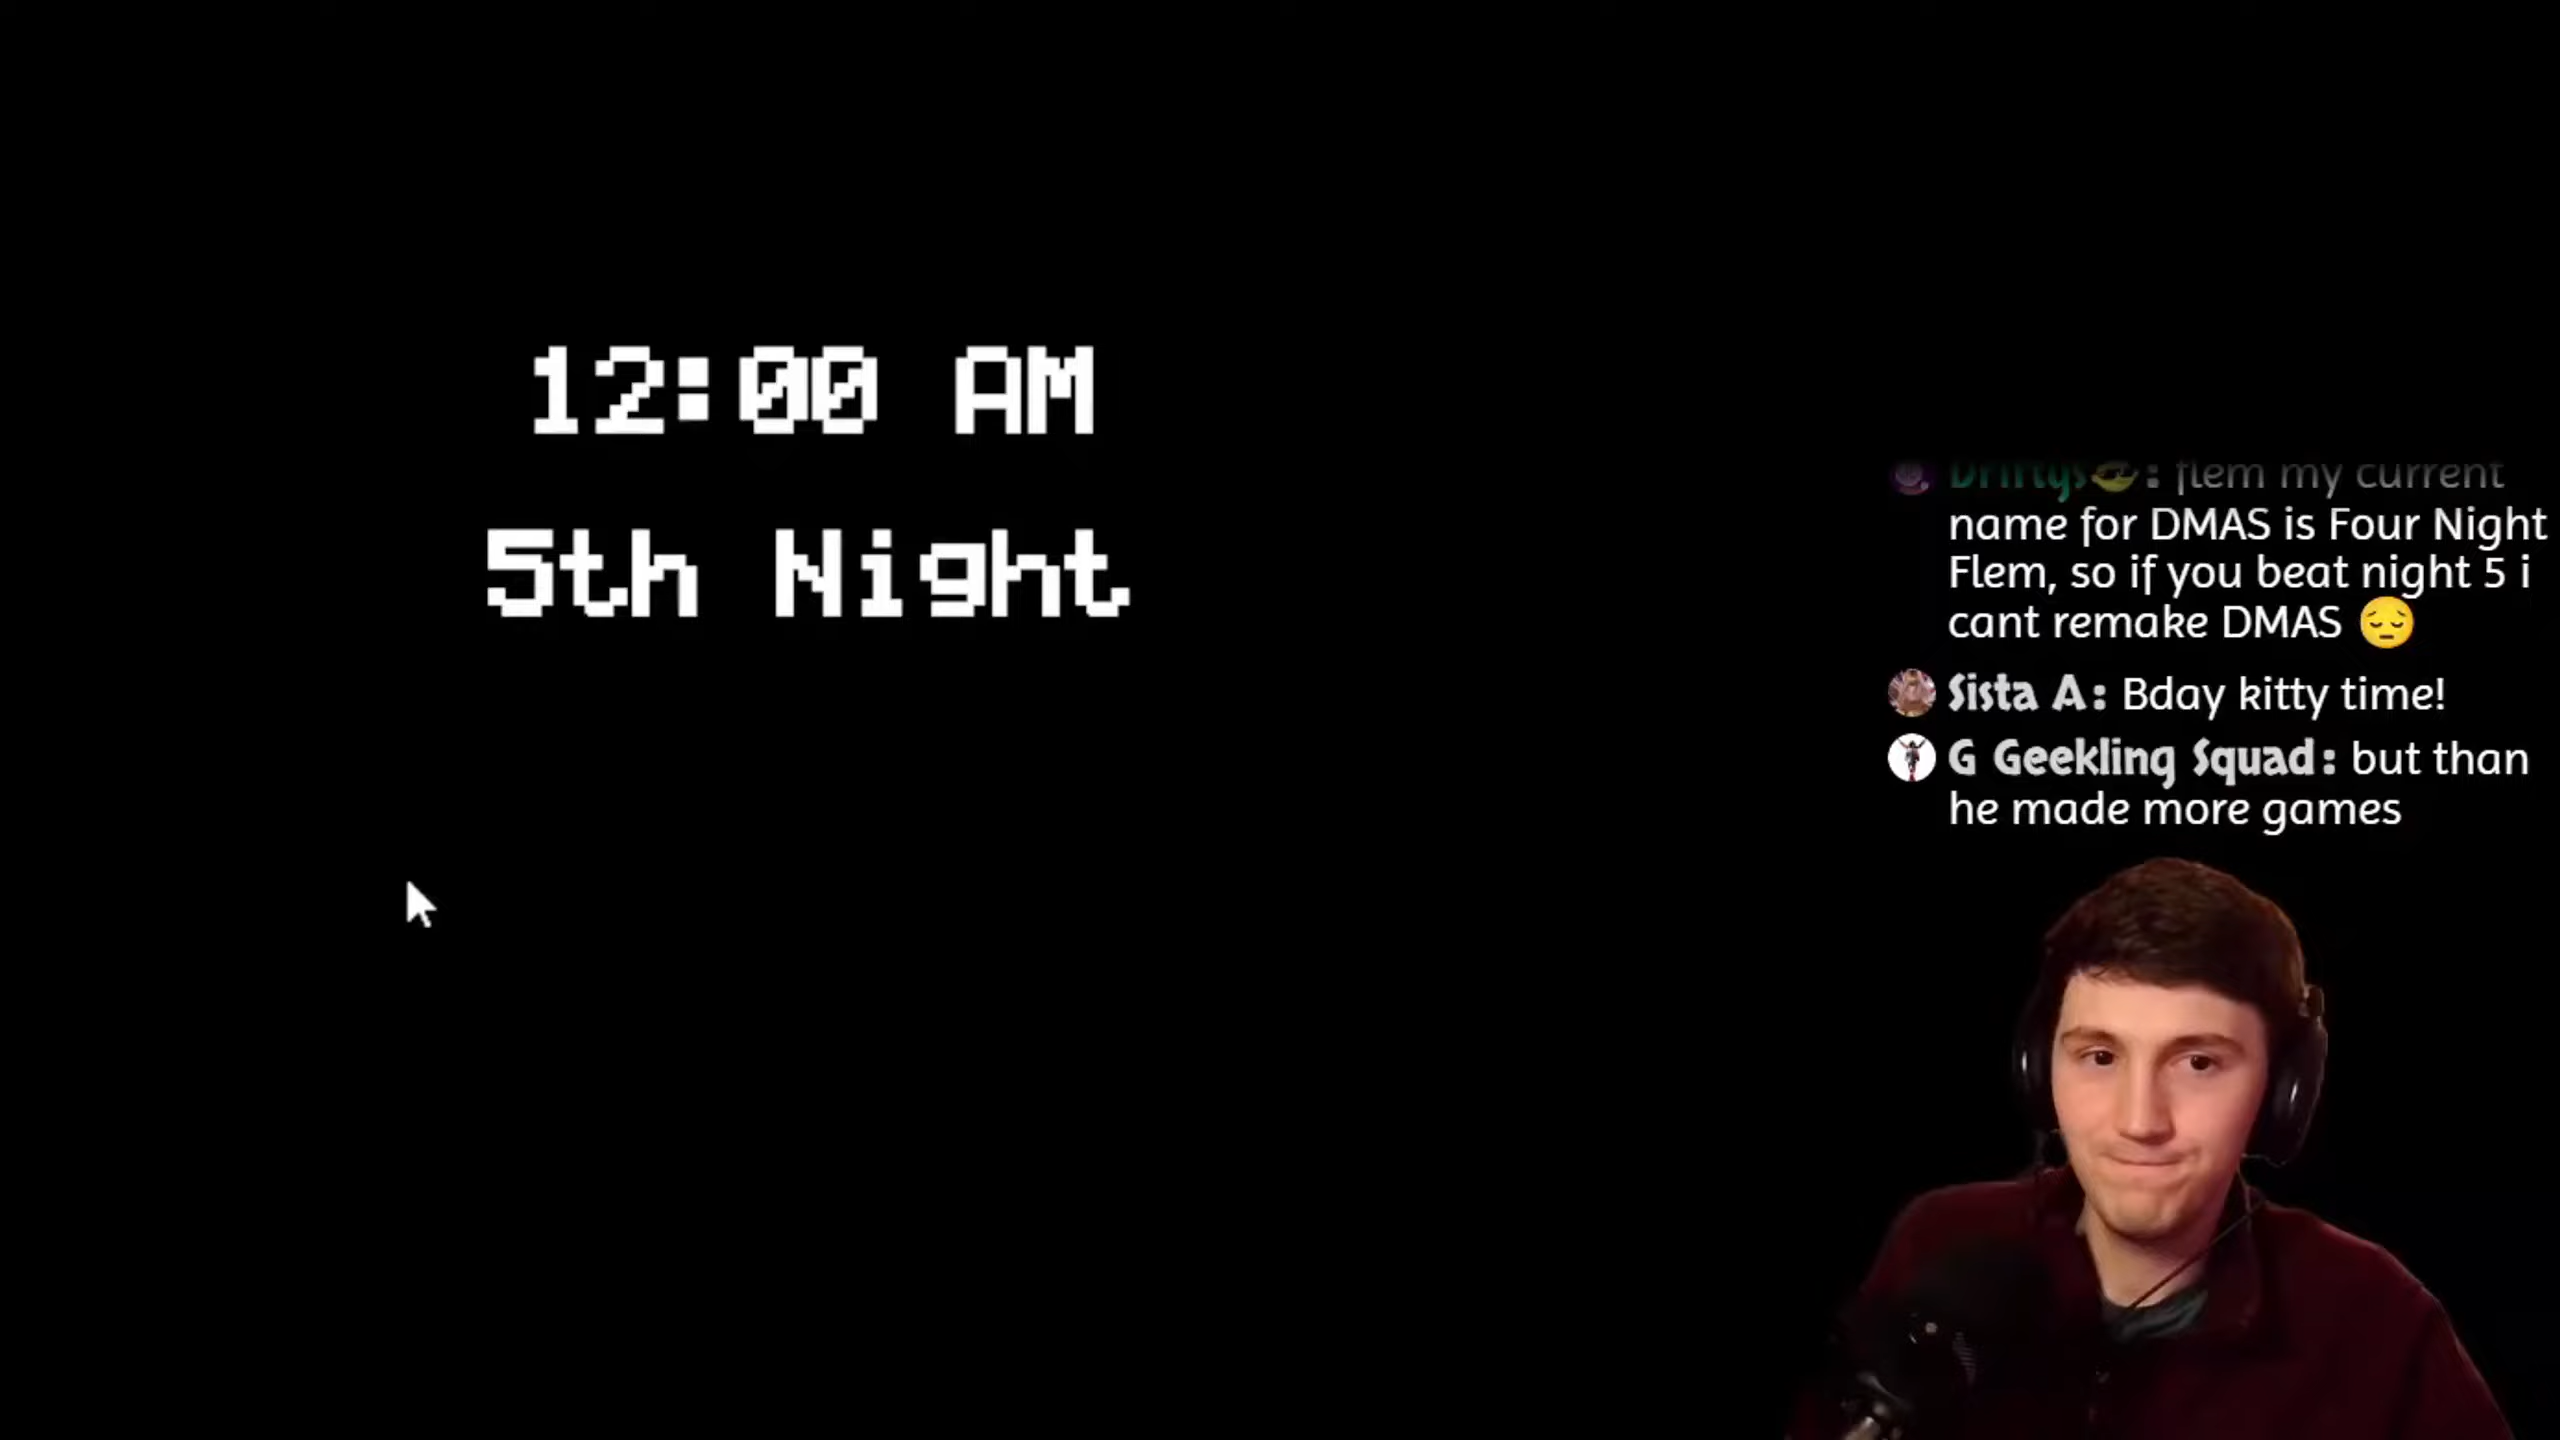 12:00 AM
5th Night
Driftys: flem my current
name for DMAS is Four Night
Flem, so if you beat night 5 i
cant remake DMAS 😔
Sista A: Bday kitty time!
G Geekling Squad: but than
he made more games